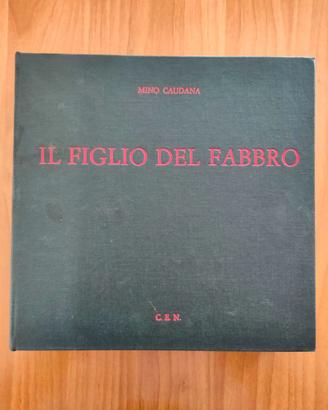 MINO CAUDANA
IL FIGLIO DEL FABBRO
C.E.N.